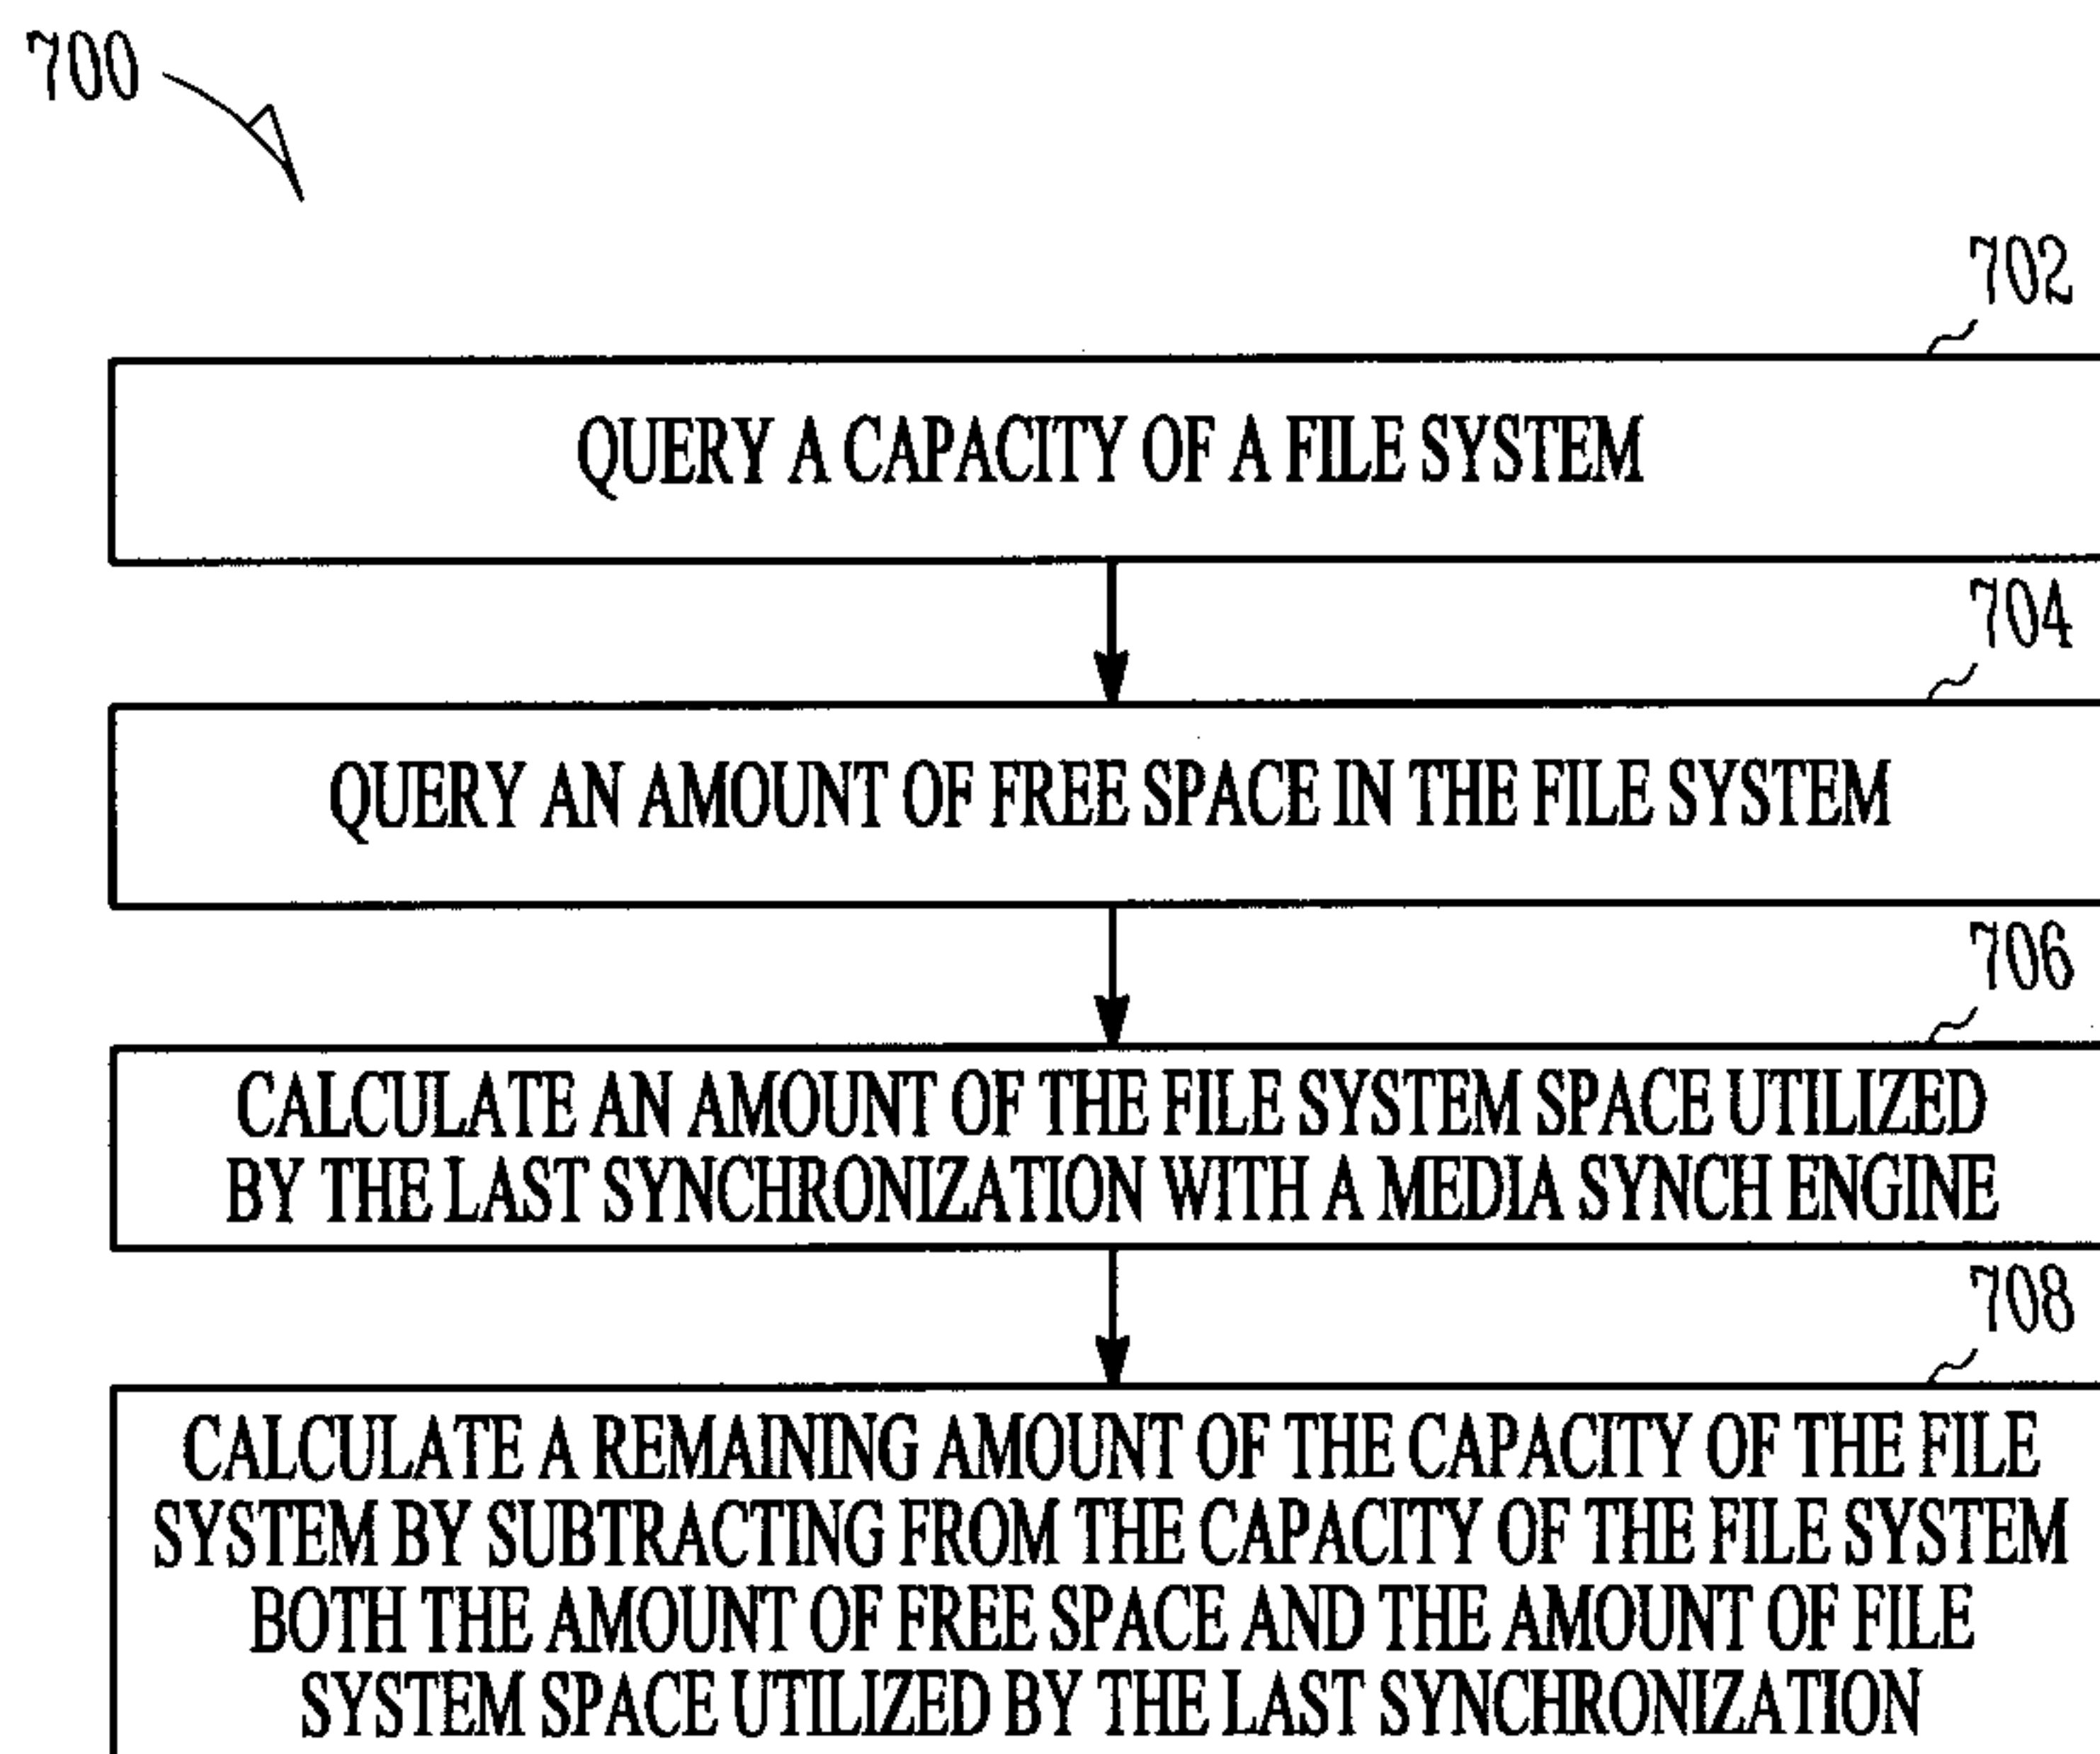 700
702
QUERY A CAPACITY OF A FILE SYSTEM
704
QUERY AN AMOUNT OF FREE SPACE IN THE FILE SYSTEM
706
CALCULATE AN AMOUNT OF THE FILE SYSTEM SPACE UTILIZED
BY THE LAST SYNCHRONIZATION WITH A MEDIA SYNCH ENGINE
708
CALCULATE A REMAINING AMOUNT OF THE CAPACITY OF THE FILE
SYSTEM BY SUBTRACTING FROM THE CAPACITY OF THE FILE SYSTEM
BOTH THE AMOUNT OF FREE SPACE AND THE AMOUNT OF FILE
SYSTEM SPACE UTILIZED BY THE LAST SYNCHRONIZATION